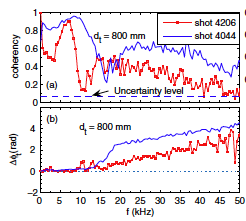 1
0.8
0.6
0.4
0.2
0
coherency
shot 4206
shot 4044
dₜ = 800 mm
Uncertainty level
(a)
(b)
dₜ = 800 mm
4
2
0
−2
Δϕ(rad)
0 5 10 15 20 25 30 35 40 45 50
f (kHz)